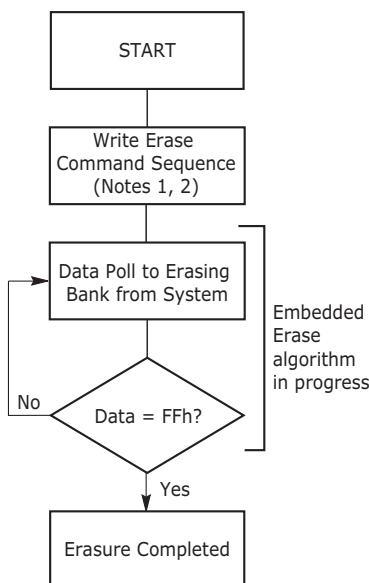 START
Write Erase
Command Sequence
(Notes 1, 2)
Data Poll to Erasing
Bank from System
Embedded
Erase
algorithm
in progress
No
Data = FFh?
Yes
Erasure Completed